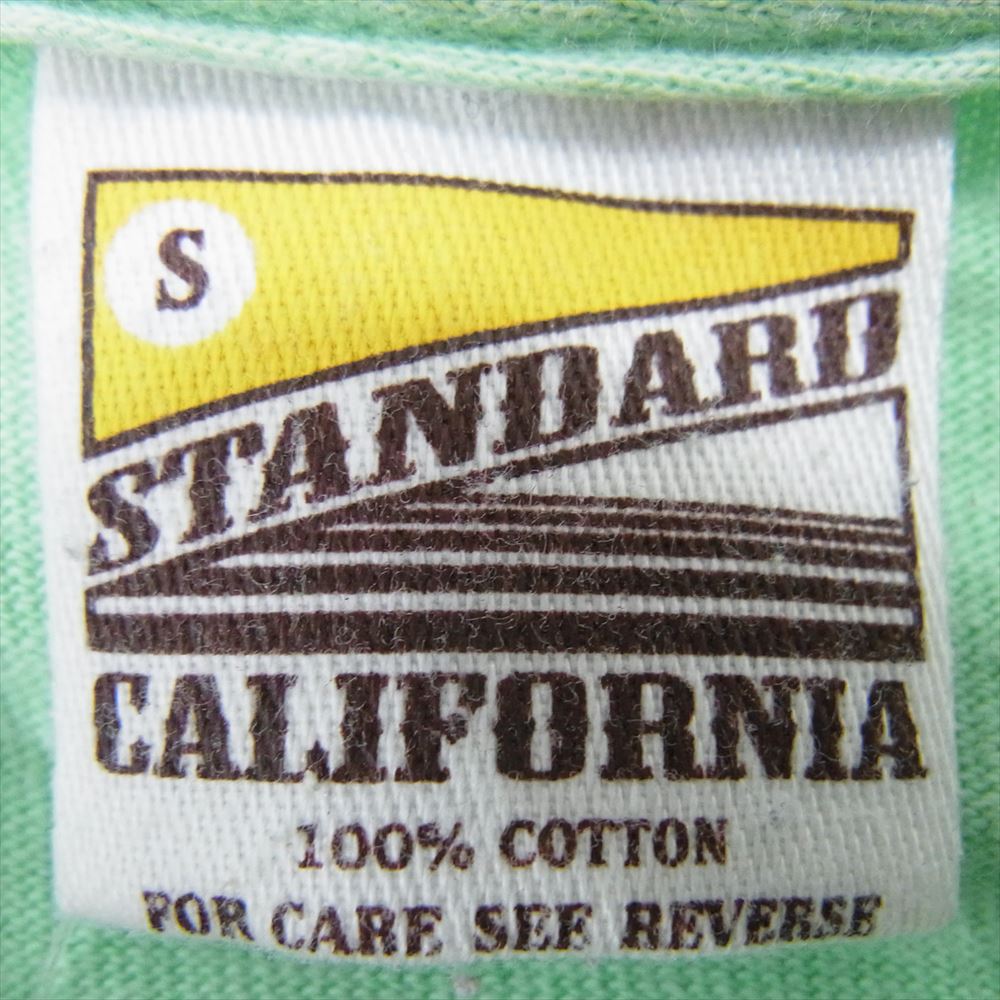 S
STANDARD
CALIFORNIA
100% COTTON
FOR CARE SEE REVERSE